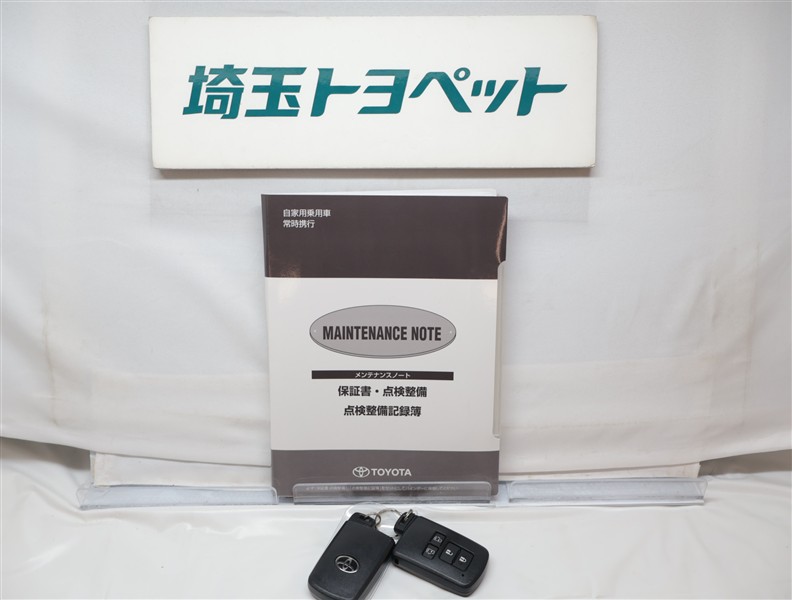 埼玉トヨペット
自家用乗用車
常時携行
MAINTENANCE NOTE
メンテナンスノート
保証書・点検整備
点検整備記録簿
TOYOTA